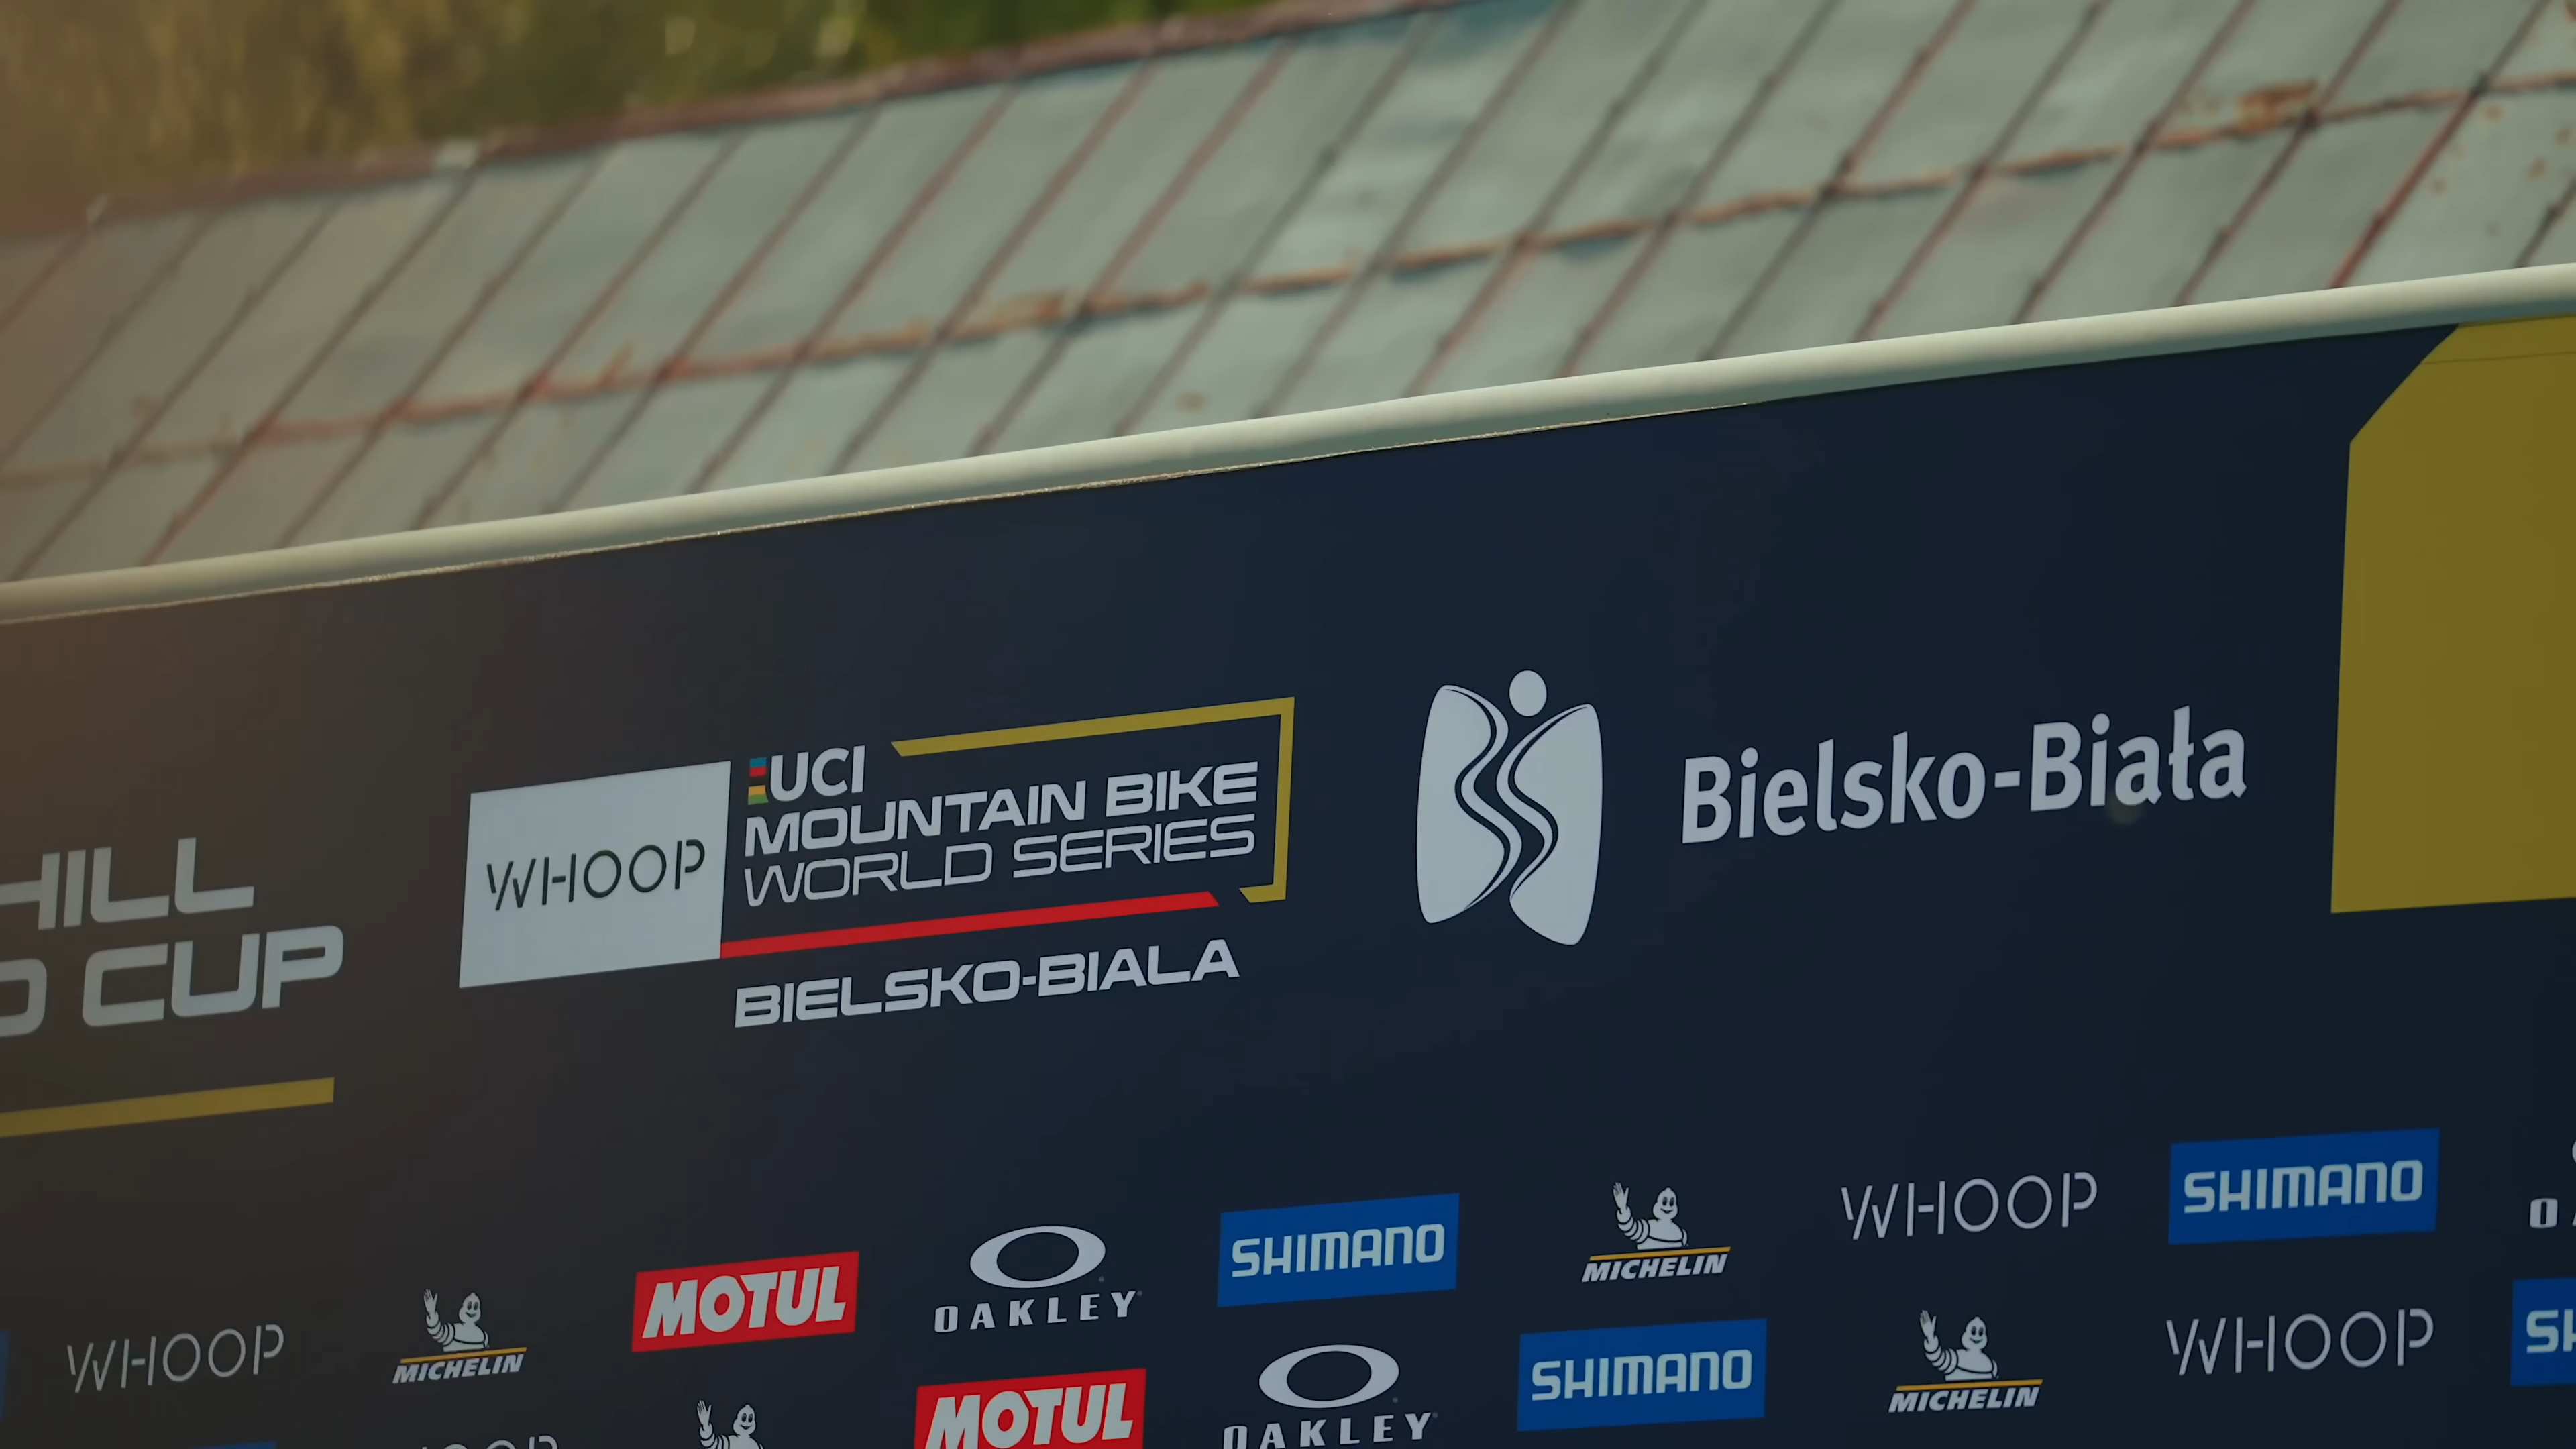 HILL
CUP
WHOOP
UCI
MOUNTAIN BIKE
WORLD SERIES
BIELSKO-BIALA
Bielsko-Biała
WHOOP
MICHELIN
MOTUL
OAKLEY
SHIMANO
MICHELIN
WHOOP
SHIMANO
MOTUL
OAKLEY
SHIMANO
MICHELIN
WHOOP